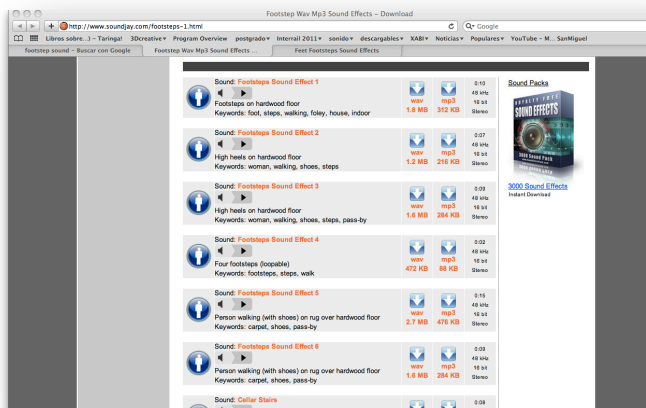 Footstep Wav Mp3 Sound Effects – Download
http://www.soundjay.com/footsteps-1.html
Google
Libros sobre...) – Taringa! 3Dcreative Program Overview postgrado Interrail 2011 sonido descargables XABI Noticias Populares YouTube – M... SanMiguel
footstep sound – Buscar con Google Footstep Wav Mp3 Sound Effects ... Feet Footsteps Sound Effects
Sound: Footsteps Sound Effect 1
Footsteps on hardwood floor
Keywords: foot, steps, walking, foley, house, indoor
wav
1.8 MB
mp3
312 KB
0:10
48 kHz
16 bit
Stereo
Sound: Footsteps Sound Effect 2
High heels on hardwood floor
Keywords: woman, walking, shoes, steps
wav
1.2 MB
mp3
216 KB
0:07
48 kHz
16 bit
Stereo
Sound: Footsteps Sound Effect 3
High heels on hardwood floor
Keywords: woman, walking, shoes, steps, pass-by
wav
1.6 MB
mp3
284 KB
0:09
48 kHz
16 bit
Stereo
Sound: Footsteps Sound Effect 4
Four footsteps (loopable)
Keywords: footsteps, steps, walk
wav
472 KB
mp3
88 KB
0:02
48 kHz
16 bit
Stereo
Sound: Footsteps Sound Effect 5
Person walking (with shoes) on rug over hardwood floor
Keywords: carpet, shoes, pass-by
wav
2.7 MB
mp3
476 KB
0:15
48 kHz
16 bit
Stereo
Sound: Footsteps Sound Effect 6
Person walking (with shoes) on rug over hardwood floor
Keywords: carpet, shoes, pass-by
wav
1.6 MB
mp3
284 KB
0:09
48 kHz
16 bit
Stereo
Sound: Cellar Stairs
0:08
Sound Packs
ROYALTY FREE
SOUND EFFECTS
3000 Sound Pack
3000 Sound Effects
Instant Download